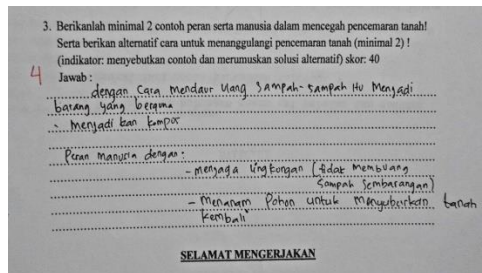 3. Berikanlah minimal 2 contoh peran serta manusia dalam mencegah pencemaran tanah!
Serta berikan alternatif cara untuk menanggulangi pencemaran tanah (minimal 2) !
(indikator: menyebutkan contoh dan merumuskan solusi alternatif) skor: 40
4 Jawab :
dengan cara mendaur ulang sampah-sampah itu menjadi
barang yang berguna
- menjadi kan kompos
Peran manusia dengan :
- menjaga lingkongan (tidak membuang
sampah sembarangan)
- menanam pohon untuk menyuburkan tanah
kembali
SELAMAT MENGERJAKAN